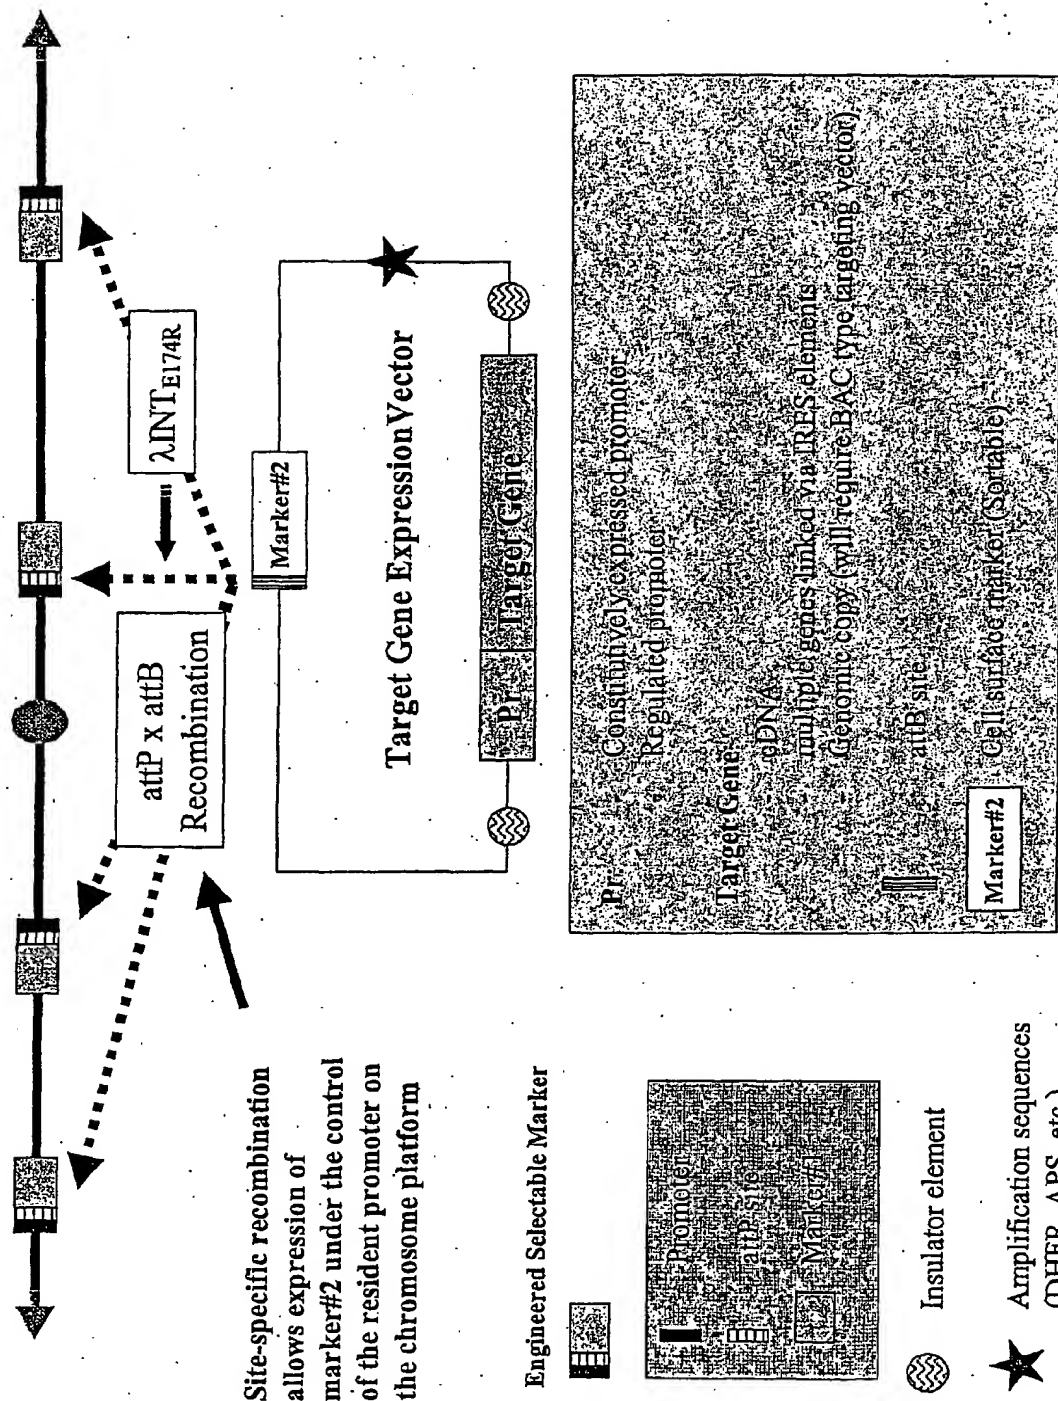 attP x attB
Recombination
λINTE174R
Marker#2
Target Gene Expression Vector
Pr. Target Gene
Site-specific recombination
allows expression of
marker#2 under the control
of the resident promoter on
the chromosome platform
Engineered Selectable Marker
Promoter
attP site
Marker#1
Insulator element
Amplification sequences
(DHFR, ARS, etc.)
Pr. Constitutively expressed promoter
Regulated promoter
Target Gene
cDNA
multiple genes linked via IRES elements
Genomic copy (will require BAC type targeting vector)
attB site
Marker#2 Cell surface marker (Sortable)